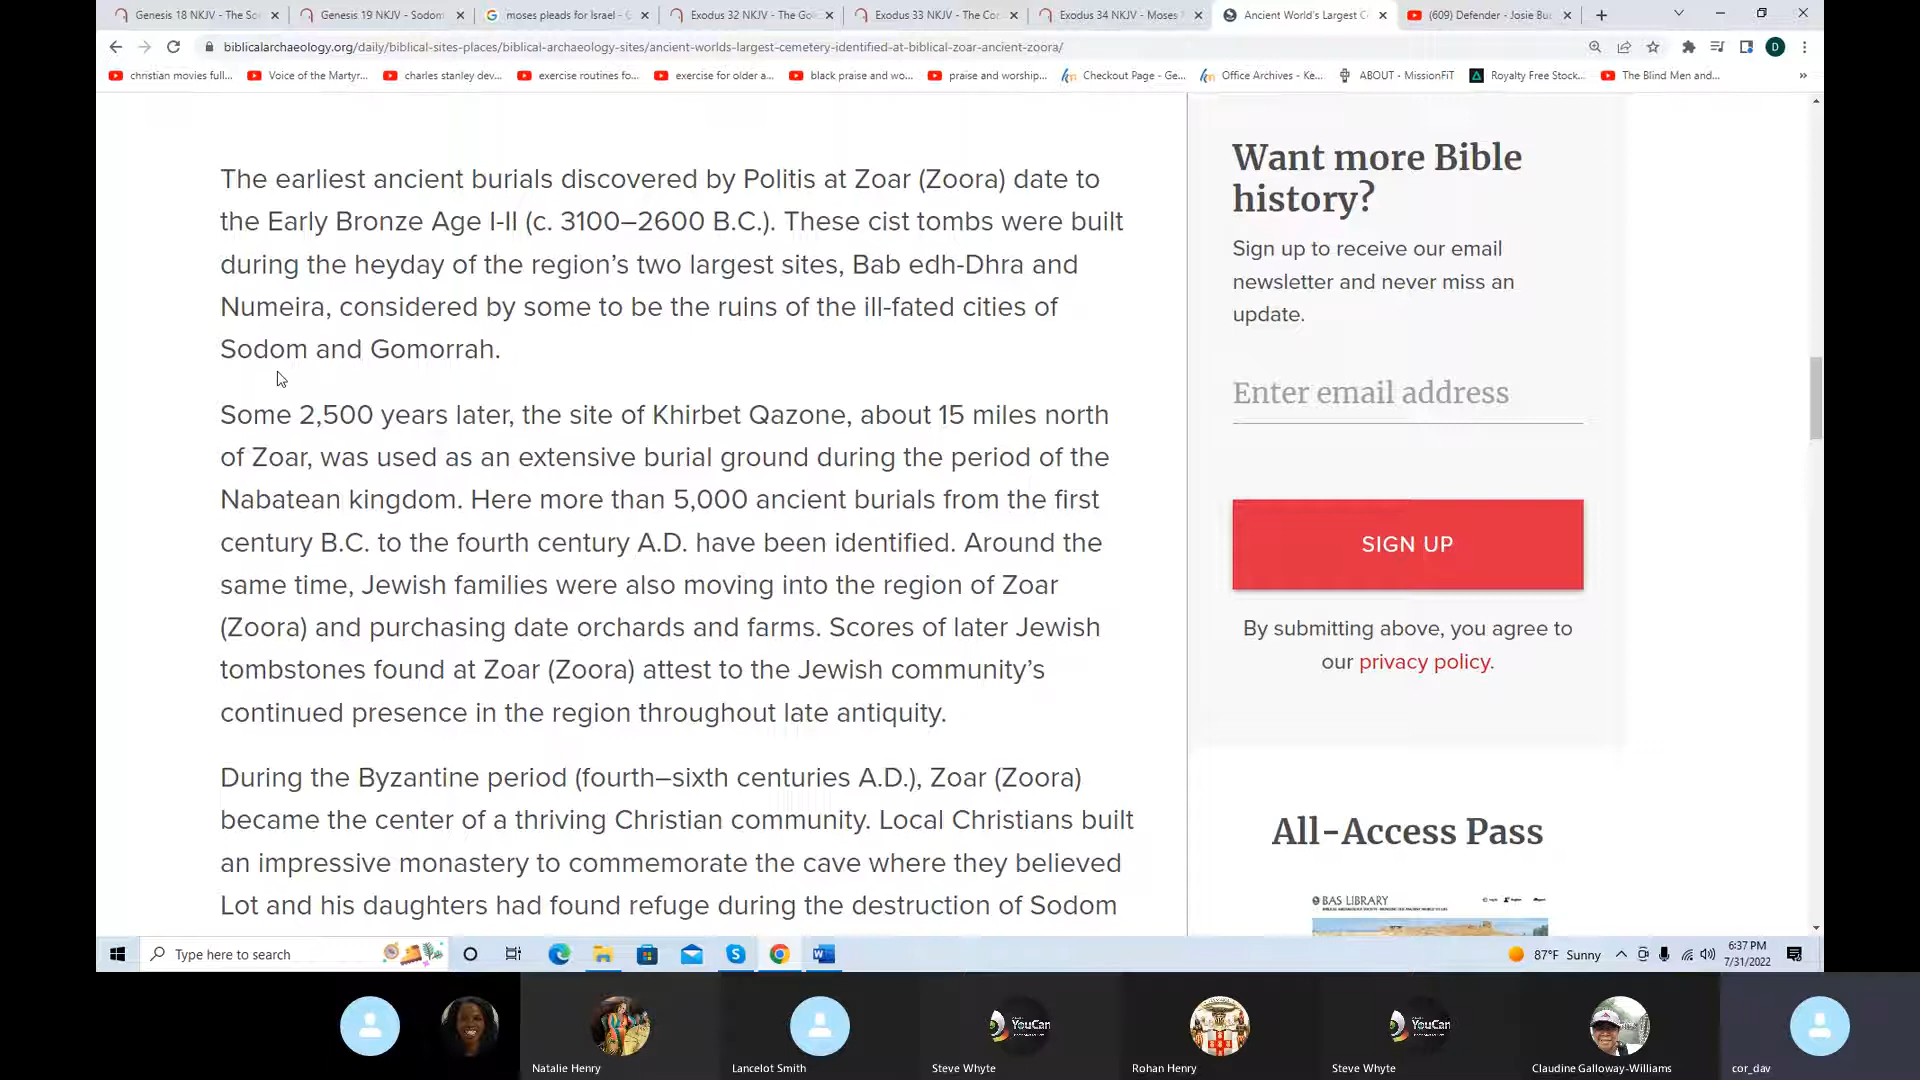 Genesis 18 NKJV - The So
Genesis 19 NKJV - Sodom
moses pleads for Israel - G
Exodus 32 NKJV - The Go
Exodus 33 NKJV - The Co
Exodus 34 NKJV - Moses
Ancient World's Largest C
(609) Defender - Josie Bu
biblicalarchaeology.org/daily/biblical-sites-places/biblical-archaeology-sites/ancient-worlds-largest-cemetery-identified-at-biblical-zoar-ancient-zoora/
D
christian movies full...
Voice of the Martyr...
charles stanley dev...
exercise routines fo...
exercise for older a...
black praise and wo...
praise and worship...
Checkout Page - Ge...
Office Archives - Ke...
ABOUT - MissionFiT
Royalty Free Stock...
The Blind Men and...
The earliest ancient burials discovered by Politis at Zoar (Zoora) date to
the Early Bronze Age I-II (c. 3100–2600 B.C.). These cist tombs were built
during the heyday of the region's two largest sites, Bab edh-Dhra and
Numeira, considered by some to be the ruins of the ill-fated cities of
Sodom and Gomorrah.
Some 2,500 years later, the site of Khirbet Qazone, about 15 miles north
of Zoar, was used as an extensive burial ground during the period of the
Nabatean kingdom. Here more than 5,000 ancient burials from the first
century B.C. to the fourth century A.D. have been identified. Around the
same time, Jewish families were also moving into the region of Zoar
(Zoora) and purchasing date orchards and farms. Scores of later Jewish
tombstones found at Zoar (Zoora) attest to the Jewish community's
continued presence in the region throughout late antiquity.
During the Byzantine period (fourth–sixth centuries A.D.), Zoar (Zoora)
became the center of a thriving Christian community. Local Christians built
an impressive monastery to commemorate the cave where they believed
Lot and his daughters had found refuge during the destruction of Sodom
Want more Bible
history?
Sign up to receive our email
newsletter and never miss an
update.
Enter email address
SIGN UP
By submitting above, you agree to
our privacy policy.
All-Access Pass
BAS LIBRARY
Type here to search
87°F Sunny
6:37 PM
7/31/2022
YouCan
YouCan
Natalie Henry
Lancelot Smith
Steve Whyte
Rohan Henry
Steve Whyte
Claudine Galloway-Williams
cor_dav